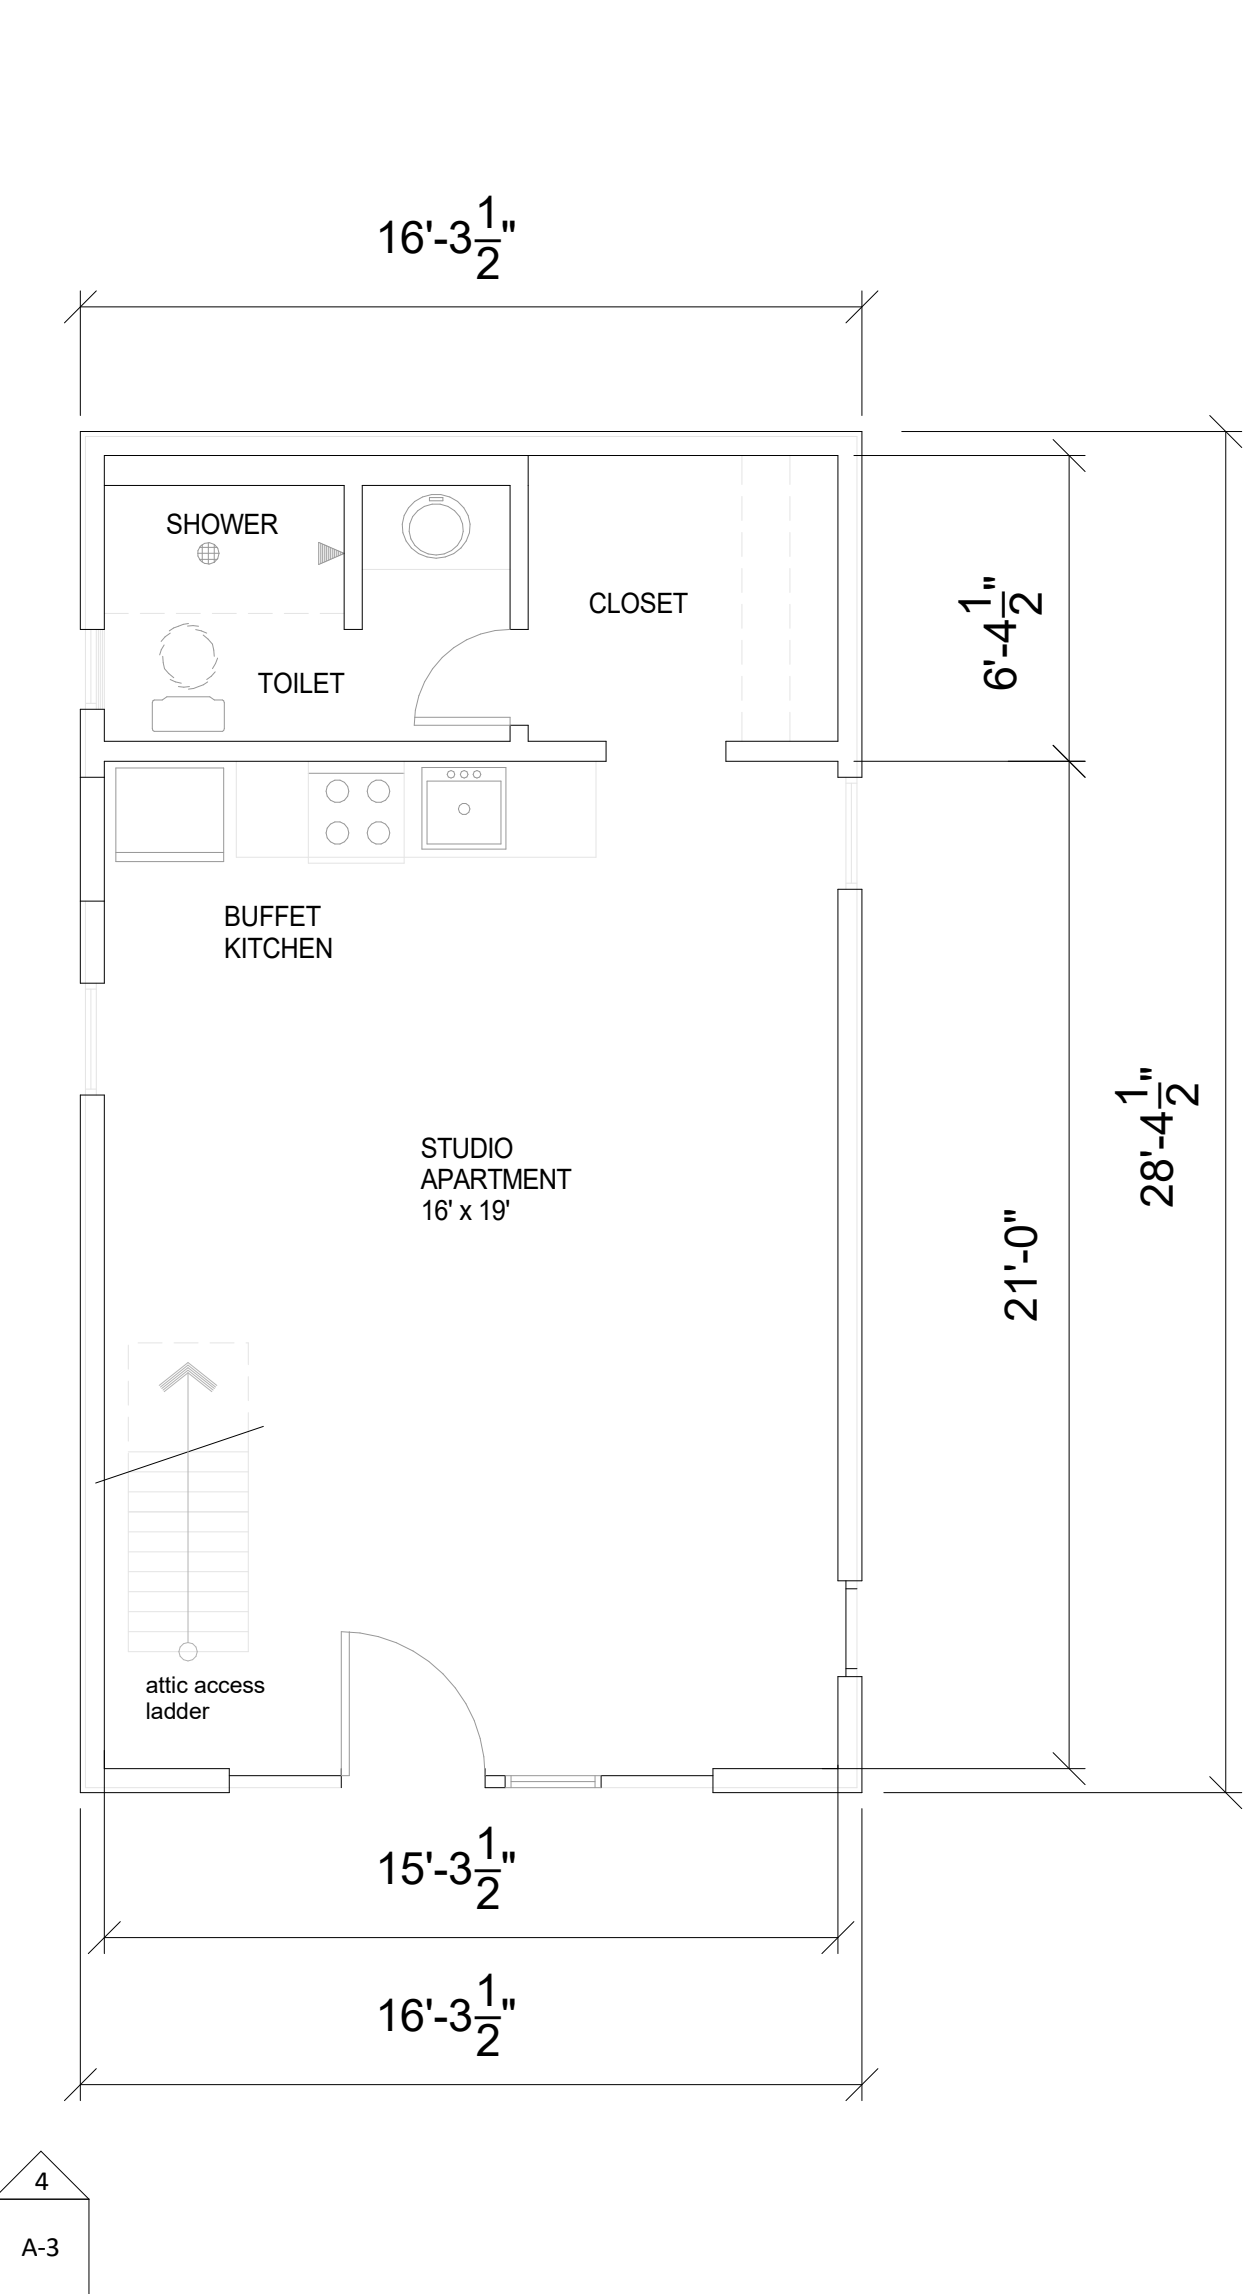 16'-3 1/2"
SHOWER
CLOSET
6'-4 1/2"
TOILET
BUFFET
KITCHEN
28'-4 1/2"
STUDIO
APARTMENT
16' x 19'
21'-0"
attic access
ladder
15'-3 1/2"
16'-3 1/2"
4
A-3